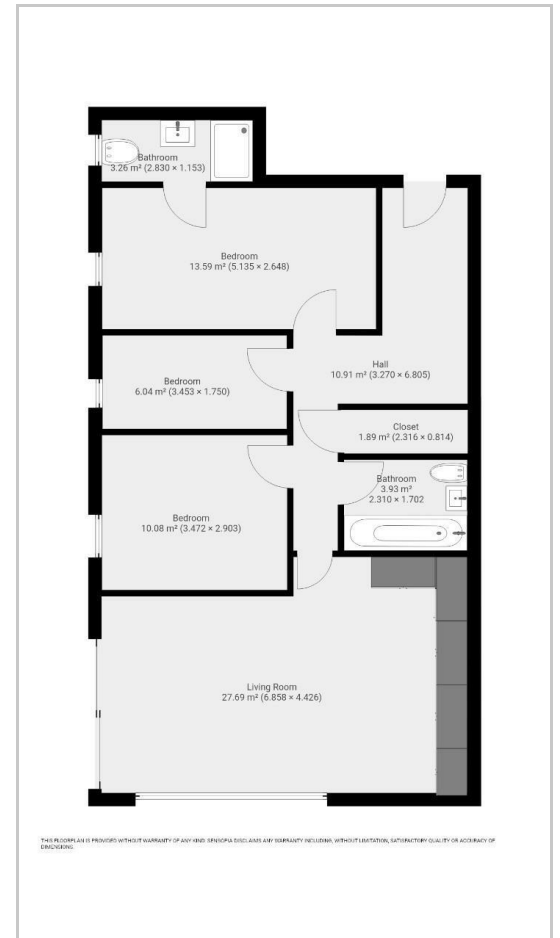 Bathroom
3.26 m² (2.830 × 1.153)
Bedroom
13.59 m² (5.135 × 2.648)
Hall
10.91 m² (3.270 × 6.805)
Bedroom
6.04 m² (3.453 × 1.750)
Closet
1.89 m² (2.316 × 0.814)
Bathroom
3.93 m²
2.310 × 1.702
Bedroom
10.08 m² (3.472 × 2.903)
Living Room
27.69 m² (6.858 × 4.426)
THIS FLOORPLAN IS PROVIDED WITHOUT WARRANTY OF ANY KIND. SENSOPIA DISCLAIMS ANY WARRANTY INCLUDING, WITHOUT LIMITATION, SATISFACTORY QUALITY OR ACCURACY OF
DIMENSIONS.